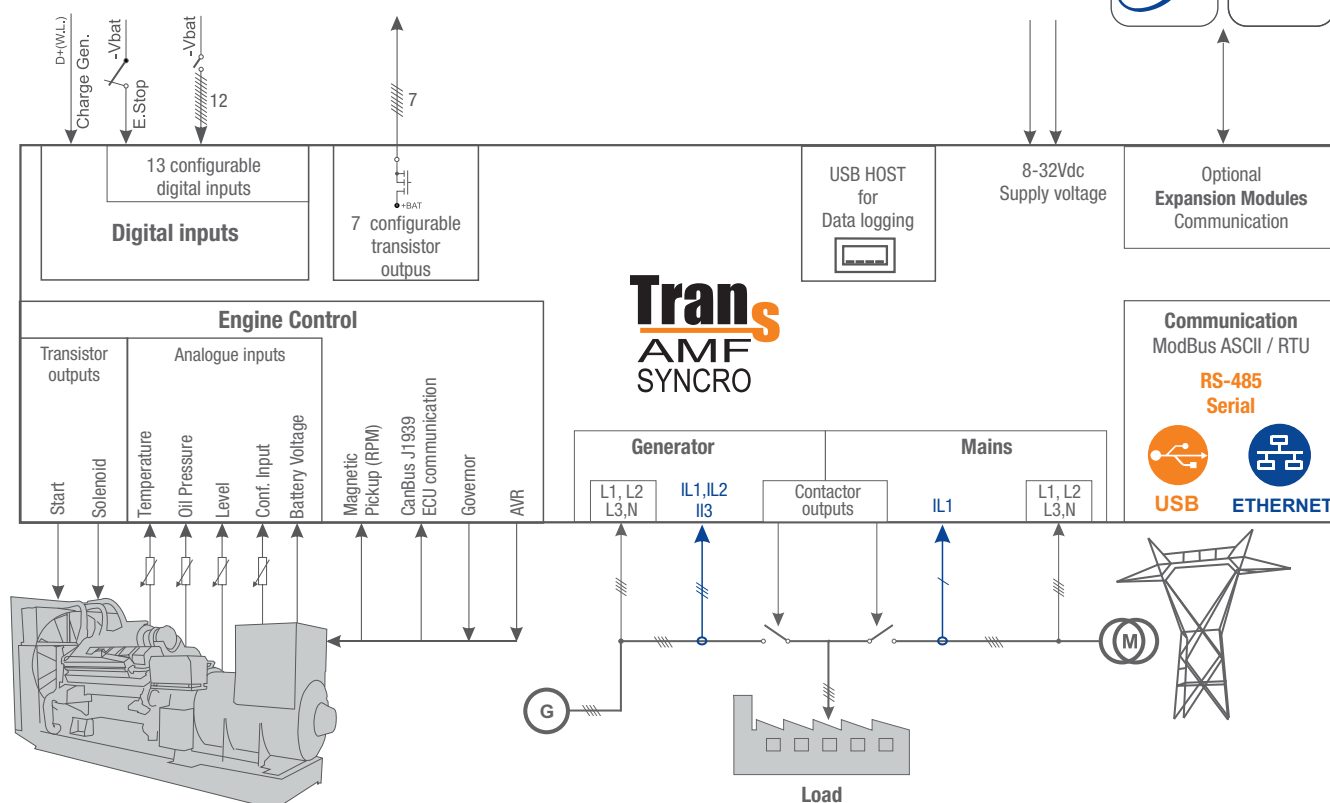 D+(W.L.)
Charge Gen.
-Vbat
E.Stop
-Vbat
12
7
13 configurable
digital inputs
Digital inputs
+BAT
7 configurable
transistor
outpus
USB HOST
for
Data logging
8-32Vdc
Supply voltage
Optional
Expansion Modules
Communication
Trans
AMF
SYNCRO
Engine Control
Transistor
outputs
Analogue inputs
Start
Solenoid
Temperature
Oil Pressure
Level
Conf. Input
Battery Voltage
Magnetic
Pickup (RPM)
CanBus J1939
ECU cmmunication
Governor
AVR
Generator
Mains
L1, L2
L3,N
IL1,IL2
Il3
Contactor
outputs
IL1
L1, L2
L3,N
Communication
ModBus ASCII / RTU
RS-485
Serial
USB
ETHERNET
G
M
Load